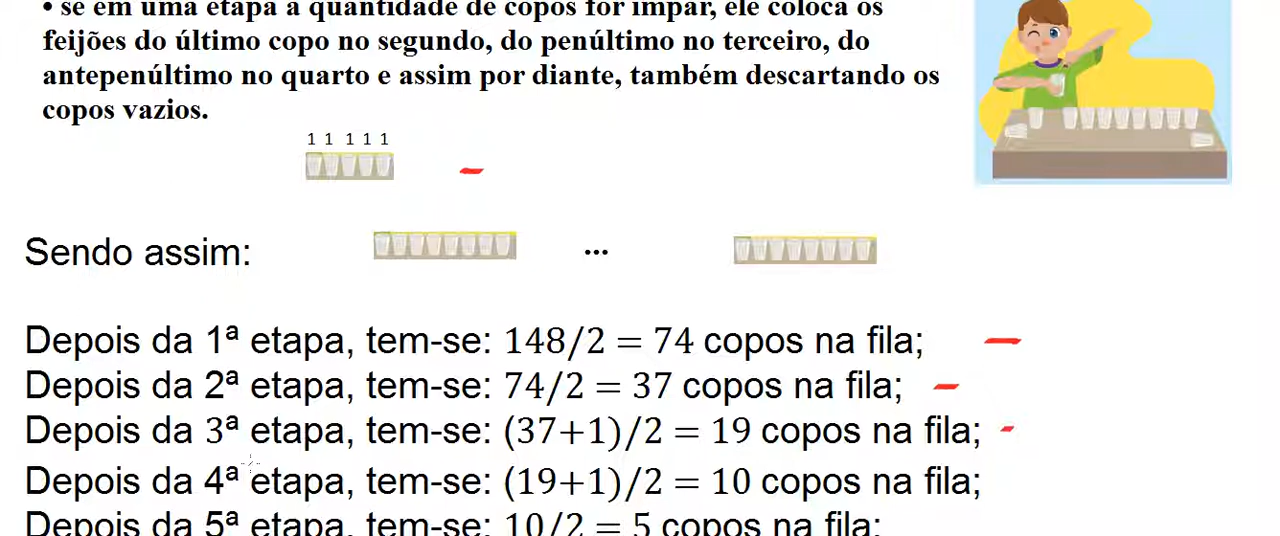 • se em uma etapa a quantidade de copos for ímpar, ele coloca os
feijões do último copo no segundo, do penúltimo no terceiro, do
antepenúltimo no quarto e assim por diante, também descartando os
copos vazios.
1 1 1 1 1
Sendo assim:
...
Depois da 1ª etapa, tem-se: 148/2 = 74 copos na fila;
Depois da 2ª etapa, tem-se: 74/2 = 37 copos na fila;
Depois da 3ª etapa, tem-se: (37+1)/2 = 19 copos na fila;
Depois da 4ª etapa, tem-se: (19+1)/2 = 10 copos na fila;
Depois da 5ª etapa, tem-se: 10/2 = 5 copos na fila;